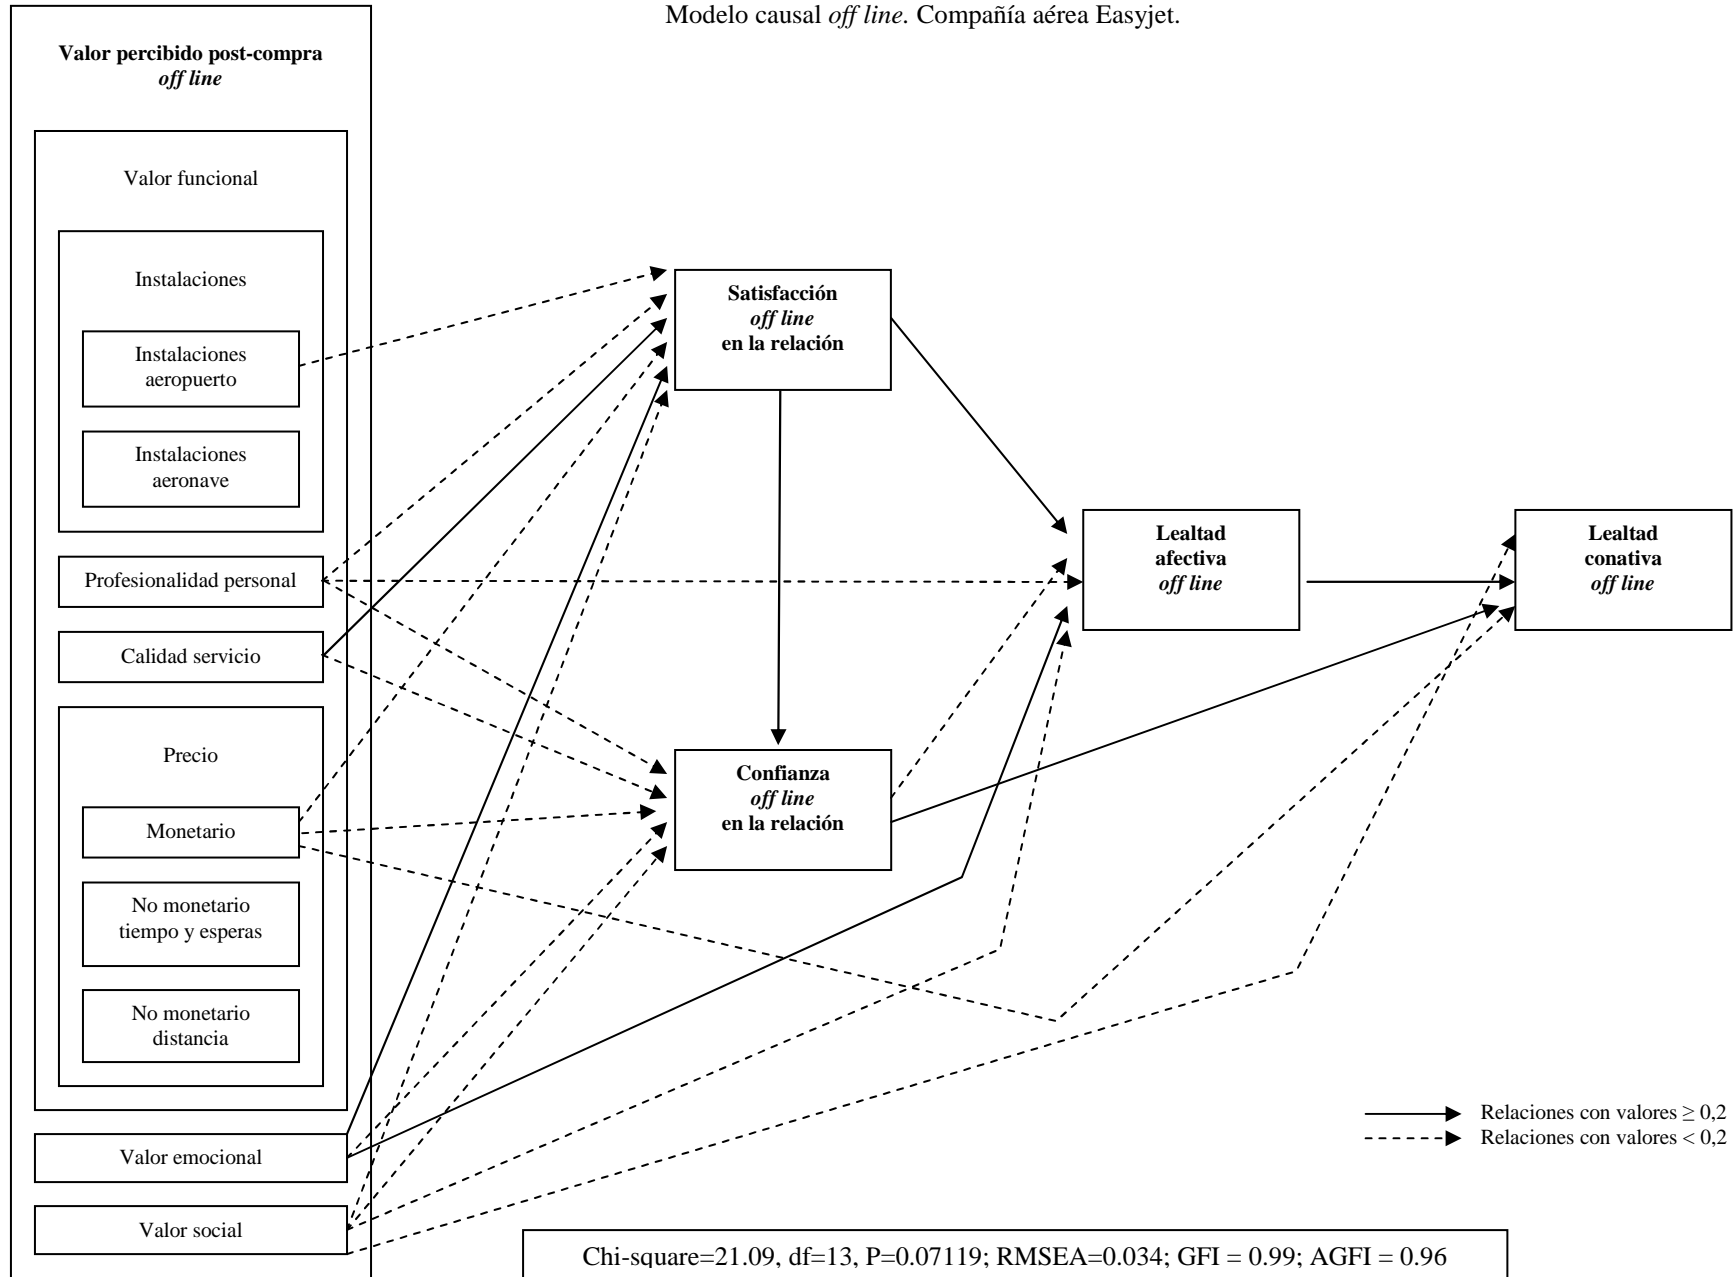 Modelo causal off line. Compañía aérea Easyjet.
Valor percibido post-compra
off line
Valor funcional
Instalaciones
Instalaciones
aeropuerto
Instalaciones
aeronave
Profesionalidad personal
Calidad servicio
Precio
Monetario
No monetario
tiempo y esperas
No monetario
distancia
Valor emocional
Valor social
Satisfacción
off line
en la relación
Confianza
off line
en la relación
Lealtad
afectiva
off line
Lealtad
conativa
off line
Relaciones con valores ≥ 0,2
Relaciones con valores < 0,2
Chi-square=21.09, df=13, P=0.07119; RMSEA=0.034; GFI = 0.99; AGFI = 0.96